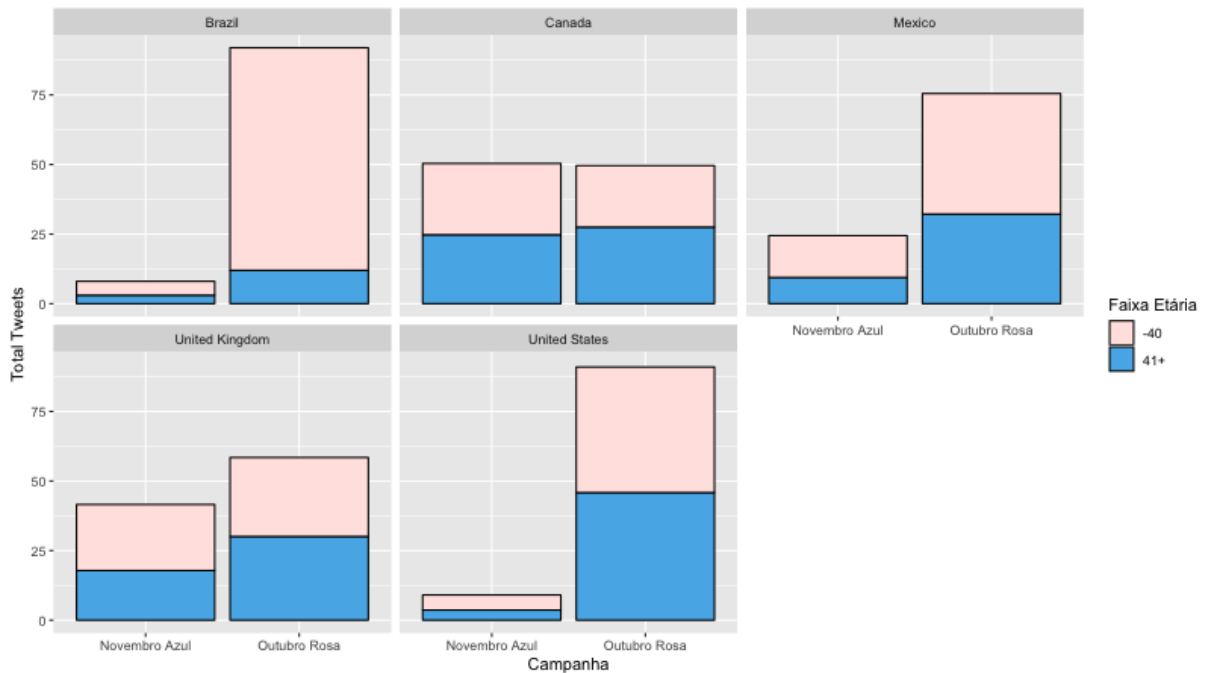 Brazil
Canada
Mexico
75
50
25
0
Novembro Azul
Outubro Rosa
United Kingdom
United States
75
50
25
0
Novembro Azul
Outubro Rosa
Novembro Azul
Outubro Rosa
Total Tweets
Campanha
Faixa Etária
-40
41+